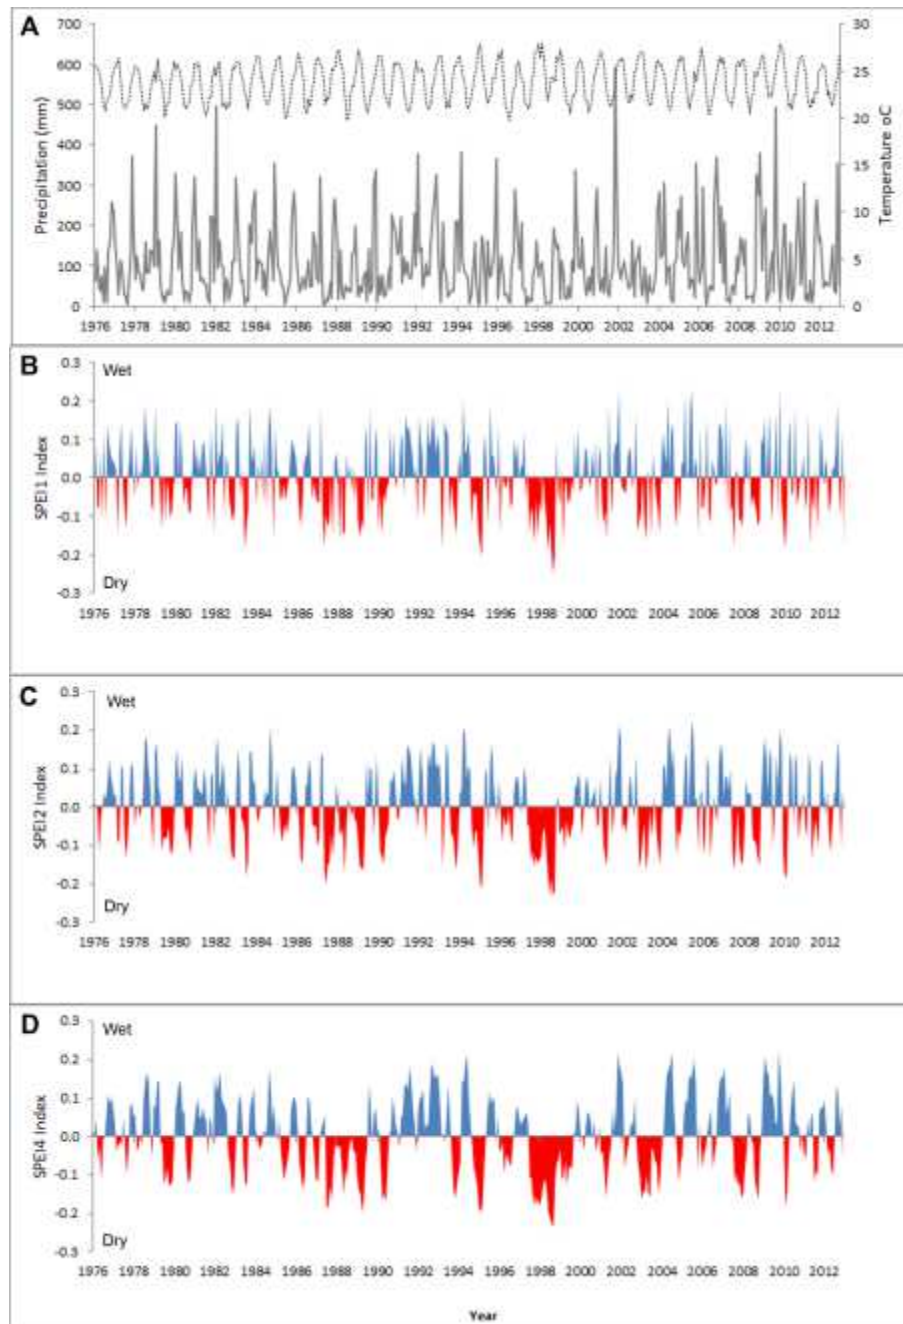 A
700
600
500
400
300
200
100
0
Precipitation (mm)
30
25
20
15
10
5
0
Temperature oC
1976 1978 1980 1982 1984 1986 1988 1990 1992 1994 1996 1998 2000 2002 2004 2006 2008 2010 2012
B
Wet
0.3
0.2
0.1
0.0
-0.1
-0.2
-0.3
SPEI1 Index
Dry
1976 1978 1980 1982 1984 1986 1988 1990 1992 1994 1996 1998 2000 2002 2004 2006 2008 2010 2012
C
Wet
0.3
0.2
0.1
0.0
-0.1
-0.2
-0.3
SPEI2 Index
Dry
1976 1978 1980 1982 1984 1986 1988 1990 1992 1994 1996 1998 2000 2002 2004 2006 2008 2010 2012
D
Wet
0.3
0.2
0.1
0.0
-0.1
-0.2
-0.3
SPEI4 Index
Dry
1976 1978 1980 1982 1984 1986 1988 1990 1992 1994 1996 1998 2000 2002 2004 2006 2008 2010 2012
Year